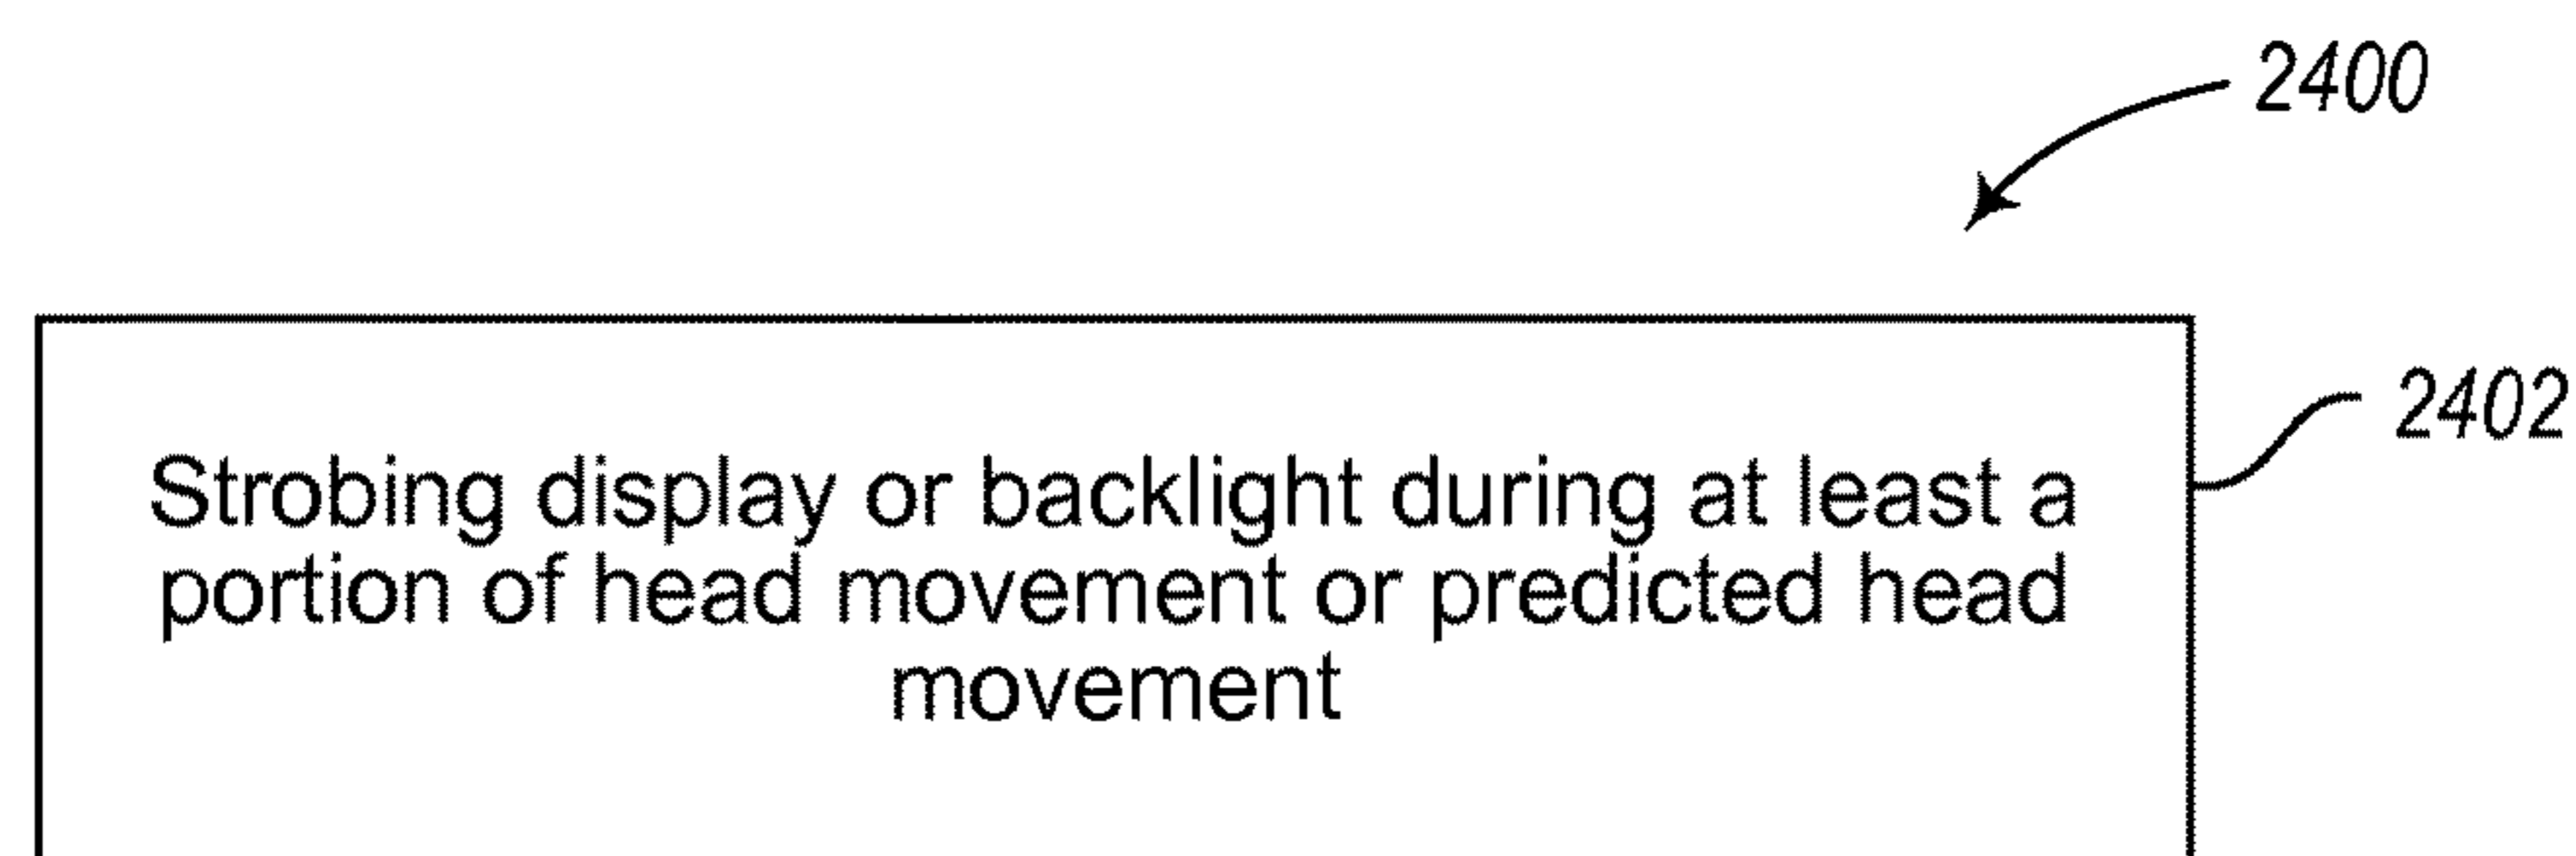 2400
2402
Strobing display or backlight during at least a
portion of head movement or predicted head
movement